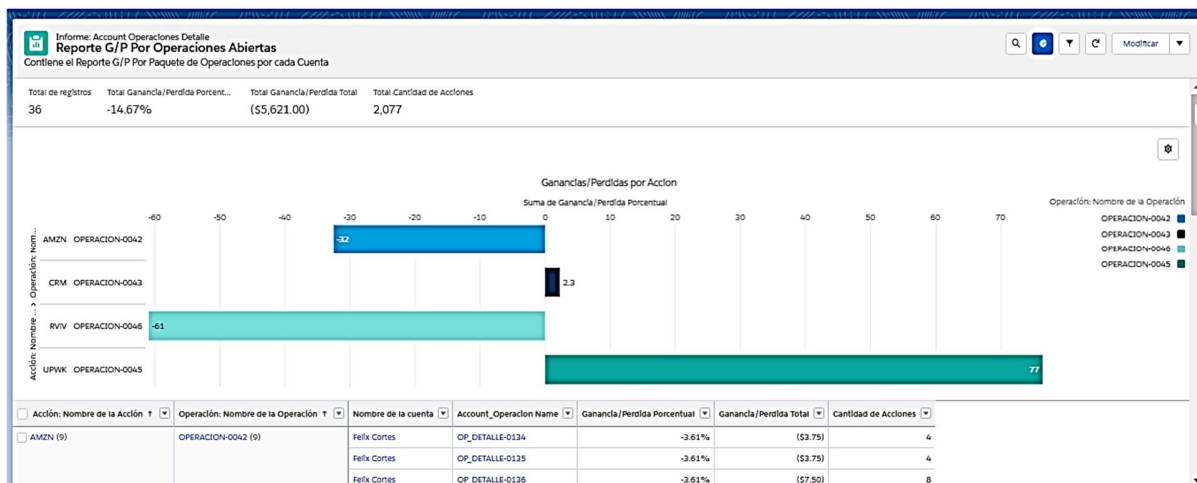 Informe: Account Operaciones Detalle
Reporte G/P Por Operaciones Abiertas
Contiene el Reporte G/P Por Paquete de Operaciones por cada Cuenta
Modificar
Total de registros Total Ganancia/Perdida Porcent... Total Ganancia/Perdida Total Total Cantidad de Acciones
36 -14.67% ($5,621.00) 2,077
Ganancias/Perdidas por Accion
Suma de Ganancia/Perdida Porcentual
-60 -50 -40 -30 -20 -10 0 10 20 30 40 50 60 70
Operación: Nombre de la Operación
OPERACION-0042
OPERACION-0043
OPERACION-0046
OPERACION-0045
Acción: Nombre ... > Operación: Nom...
AMZN OPERACION-0042 -32
CRM OPERACION-0043 2.3
RVIV OPERACION-0046 -61
UPWK OPERACION-0045 77
Acción: Nombre de la Acción ↑ Operación: Nombre de la Operación ↑ Nombre de la cuenta Account_Operacion Name Ganancia/Perdida Porcentual Ganancia/Perdida Total Cantidad de Acciones
AMZN (9) OPERACION-0042 (9) Felix Cortes OP_DETALLE-0134 -3.61% ($3.75) 4
Felix Cortes OP_DETALLE-0135 -3.61% ($3.75) 4
Felix Cortes OP_DETALLE-0136 -3.61% ($7.50) 8